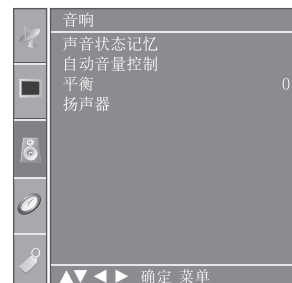 音响
声音状态记忆
自动音量控制
平衡 0
扬声器
▲▼◀▶ 确定 菜单